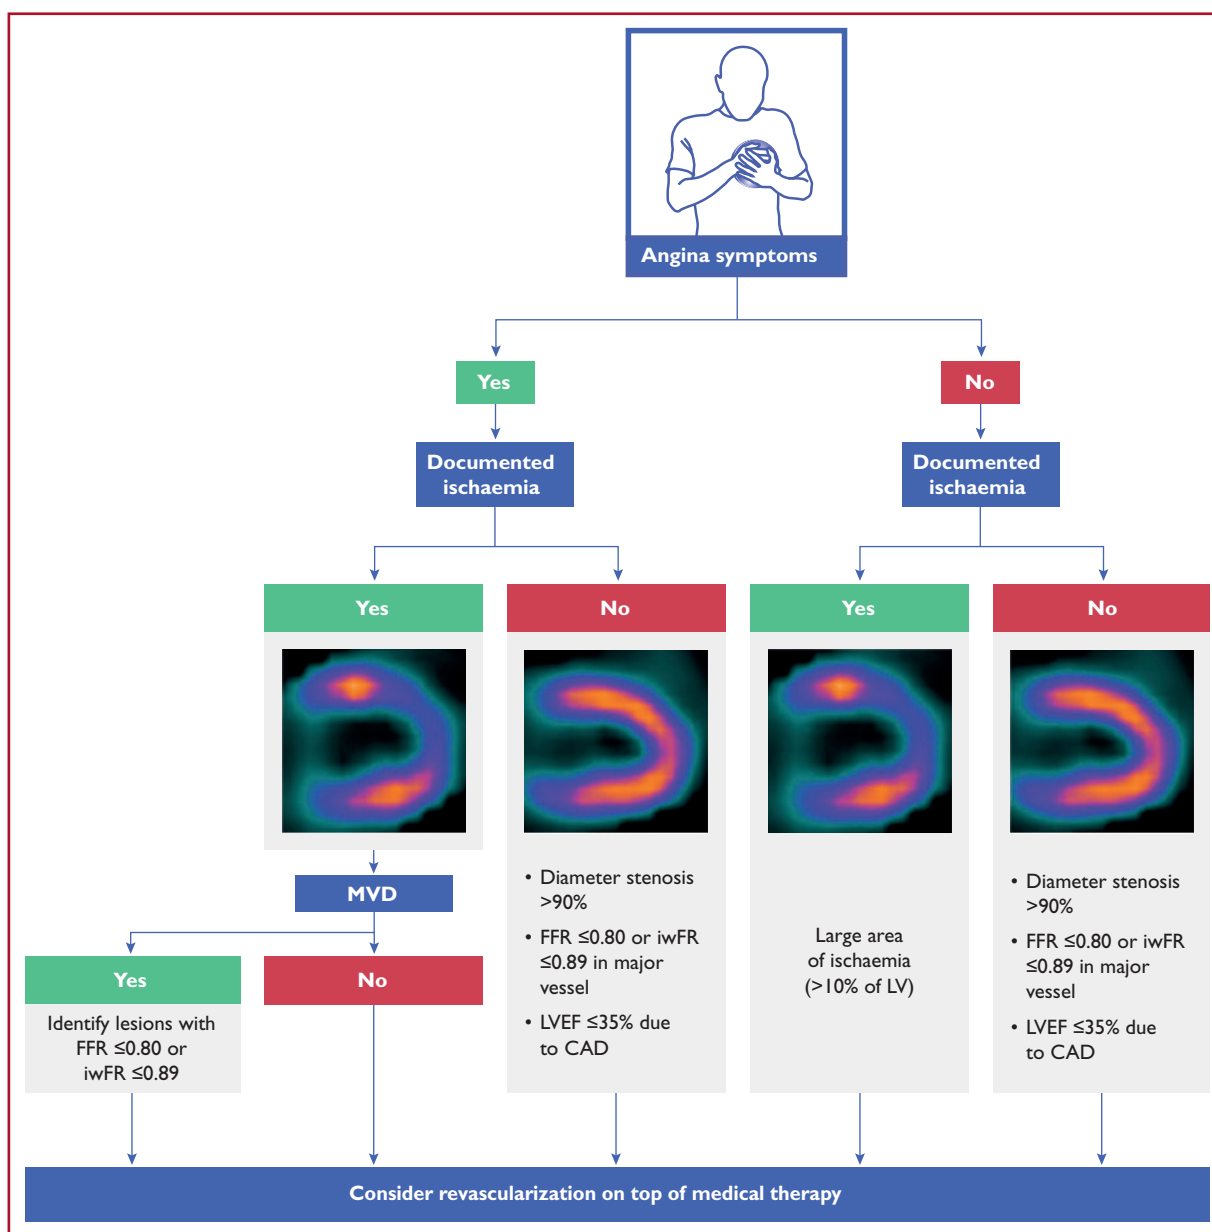 Angina symptoms
Yes
No
Documented
ischaemia
Documented
ischaemia
Yes
No
Yes
No
MVD
Yes
Identify lesions with
FFR ≤0.80 or
iwFR ≤0.89
No
• Diameter stenosis
>90%
• FFR ≤0.80 or iwFR
≤0.89 in major
vessel
• LVEF ≤35% due
to CAD
Large area
of ischaemia
(>10% of LV)
• Diameter stenosis
>90%
• FFR ≤0.80 or iwFR
≤0.89 in major
vessel
• LVEF ≤35% due
to CAD
Consider revascularization on top of medical therapy